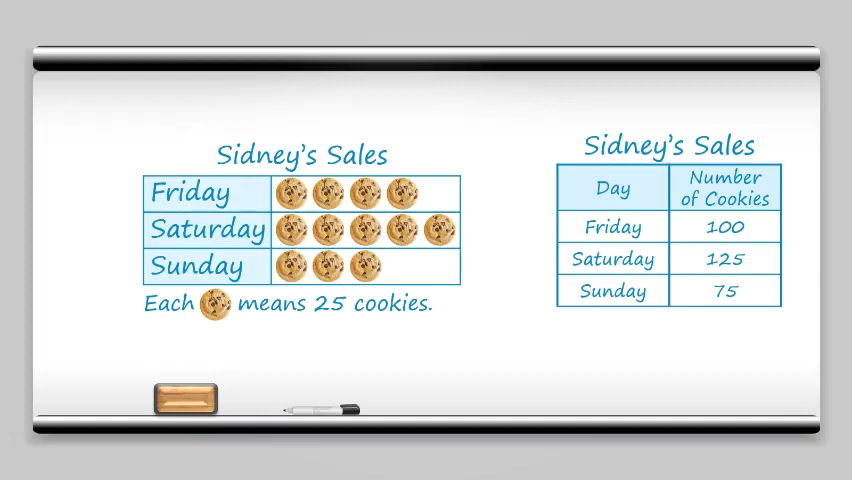 Sidney's Sales
Friday
Saturday
Sunday
Each means 25 cookies.
Sidney's Sales
Day Number of Cookies
Friday 100
Saturday 125
Sunday 75